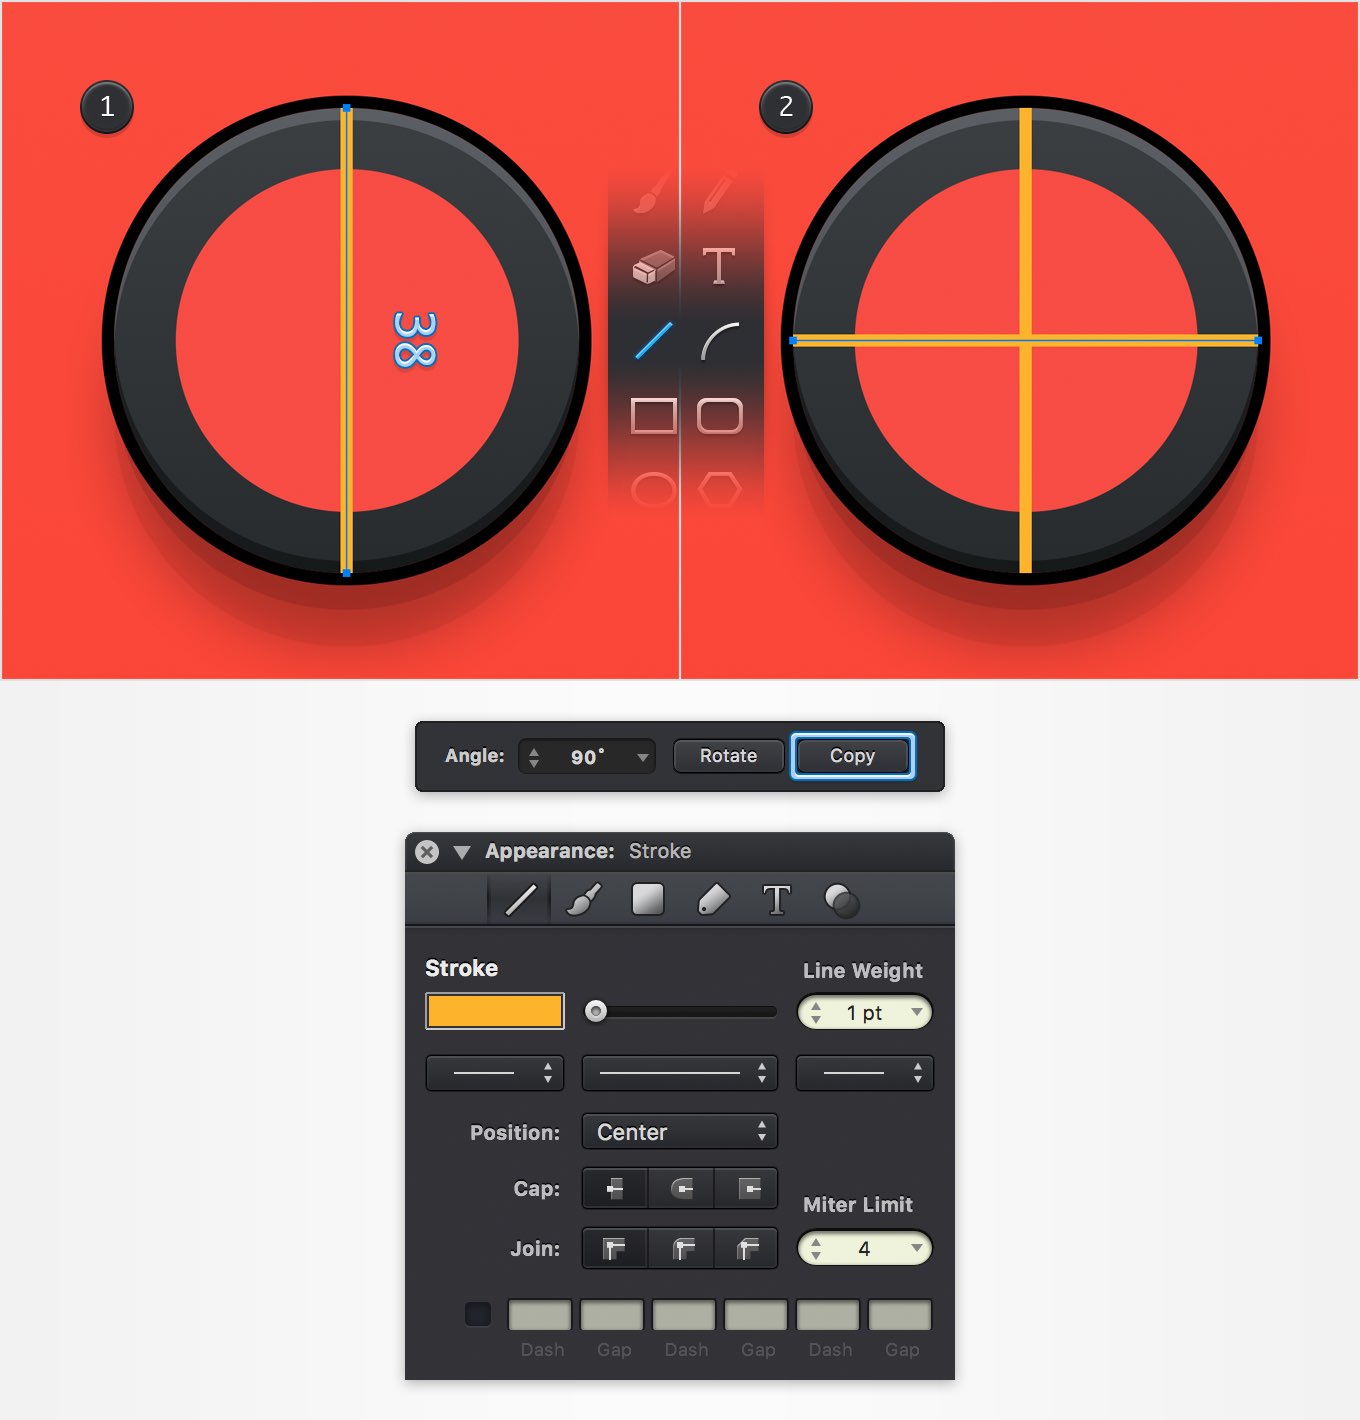 1
2
38
T
Angle: 90° Rotate Copy
Appearance: Stroke
T
Stroke
Line Weight
1 pt
Position: Center
Cap:
Miter Limit
Join: 4
Dash Gap Dash Gap Dash Gap